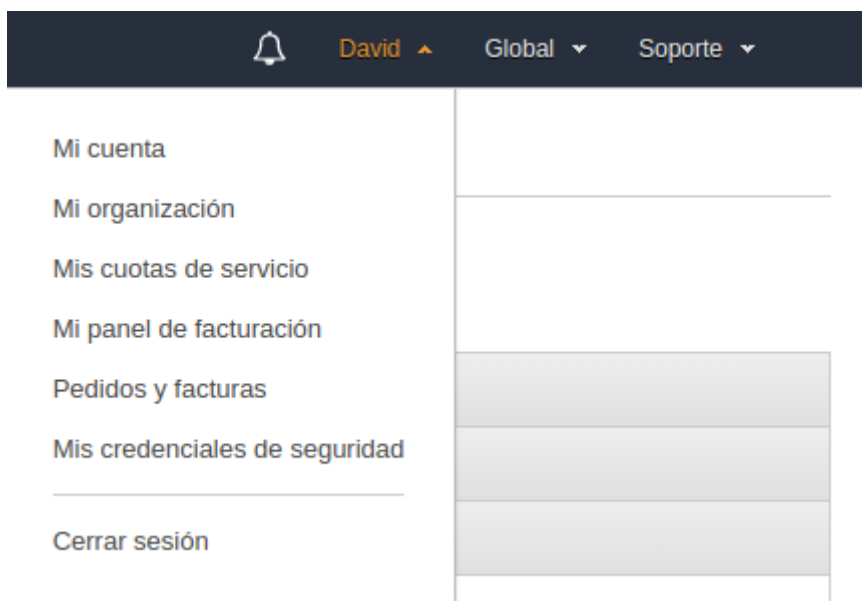 David Global Soporte
Mi cuenta
Mi organización
Mis cuotas de servicio
Mi panel de facturación
Pedidos y facturas
Mis credenciales de seguridad
Cerrar sesión